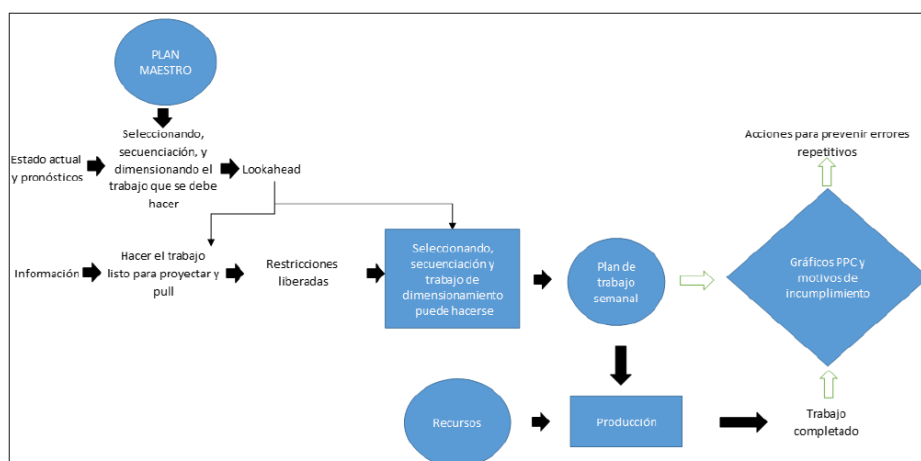 PLAN
MAESTRO
Estado actual
y pronósticos
Seleccionando,
secuenciación, y
dimensionando el
trabajo que se debe
hacer
Lookahead
Acciones para prevenir errores
repetitivos
Información
Hacer el trabajo
listo para proyectar y
pull
Restricciones
liberadas
Seleccionando,
secuenciación y
trabajo de
dimensionamiento
puede hacerse
Plan de
trabajo
semanal
Gráficos PPC y
motivos de
incumplimiento
Recursos
Producción
Trabajo
completado